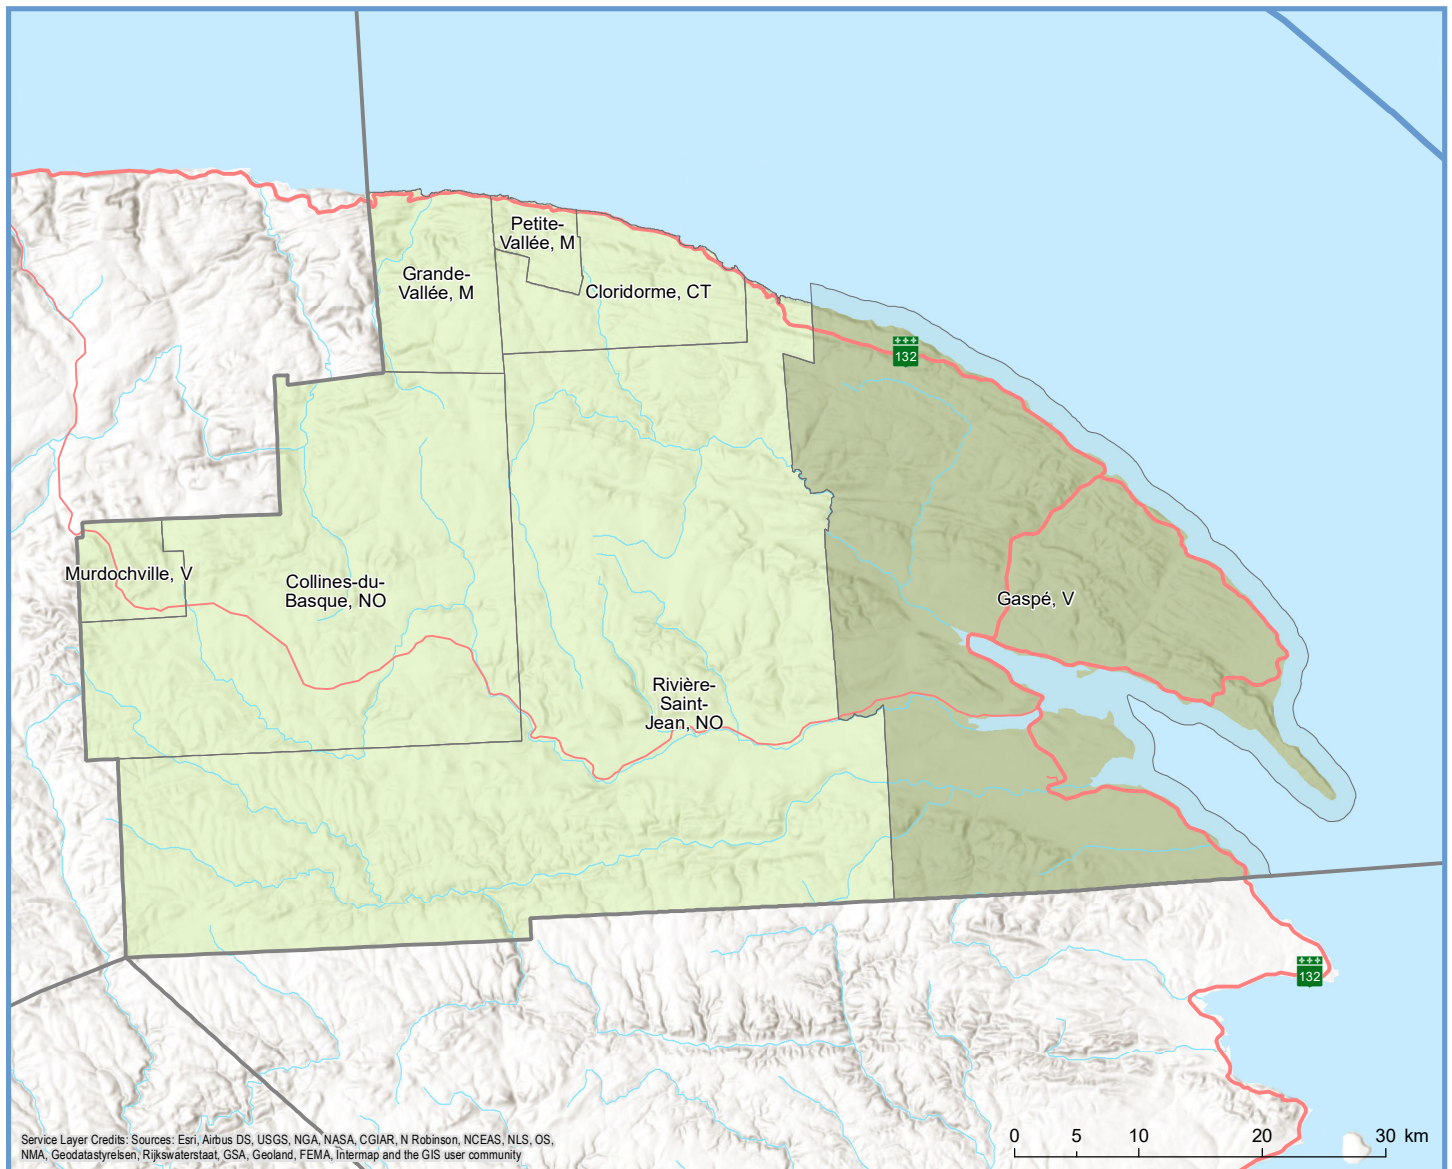 Petite-
Vallée, M
Grande-
Vallée, M
Cloridorme, CT
132
Murdochville, V
Collines-du-
Basque, NO
Gaspé, V
Rivière-
Saint-
Jean, NO
132
0 5 10 20 30 km
Service Layer Credits: Sources: Esri, Airbus DS, USGS, NGA, NASA, CGIAR, N Robinson, NCEAS, NLS, OS,
NMA, Geodatastyrelsen, Rijkswaterstaat, GSA, Geoland, FEMA, Intermap and the GIS user community